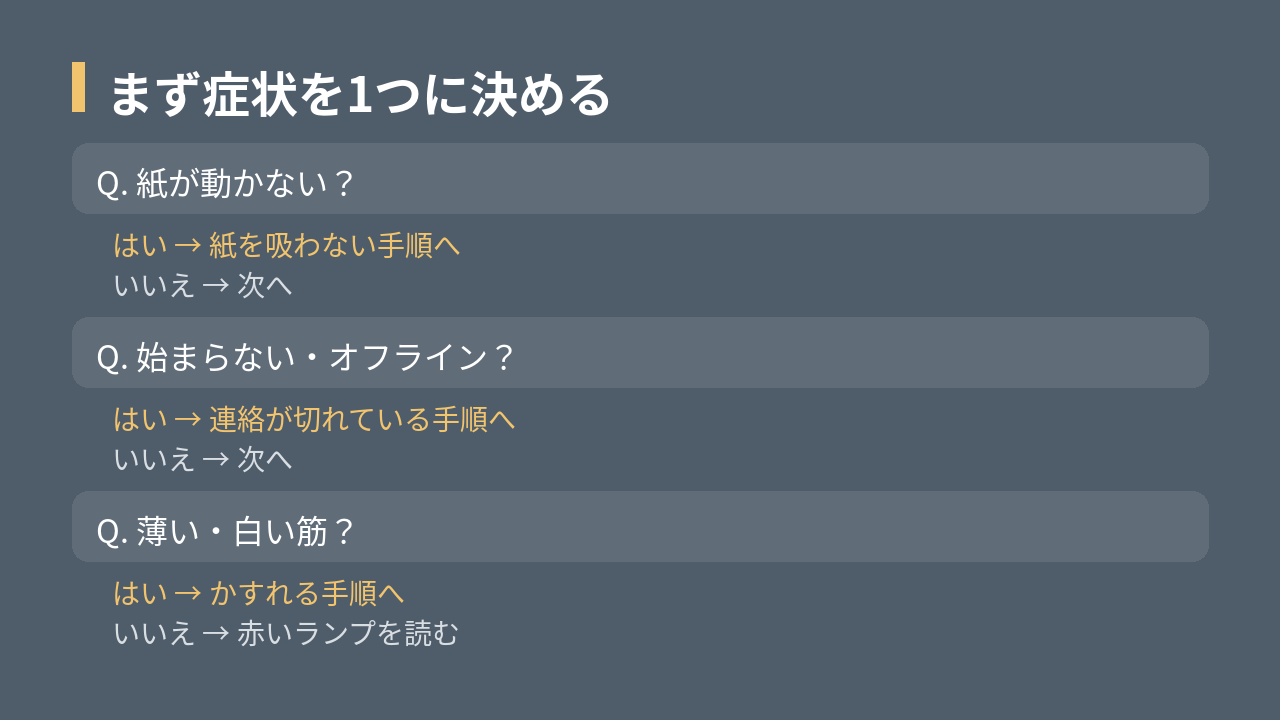 まず症状を1つに決める
Q. 紙が動かない？
はい → 紙を吸わない手順へ
いいえ → 次へ
Q. 始まらない・オフライン？
はい → 連絡が切れている手順へ
いいえ → 次へ
Q. 薄い・白い筋？
はい → かすれる手順へ
いいえ → 赤いランプを読む